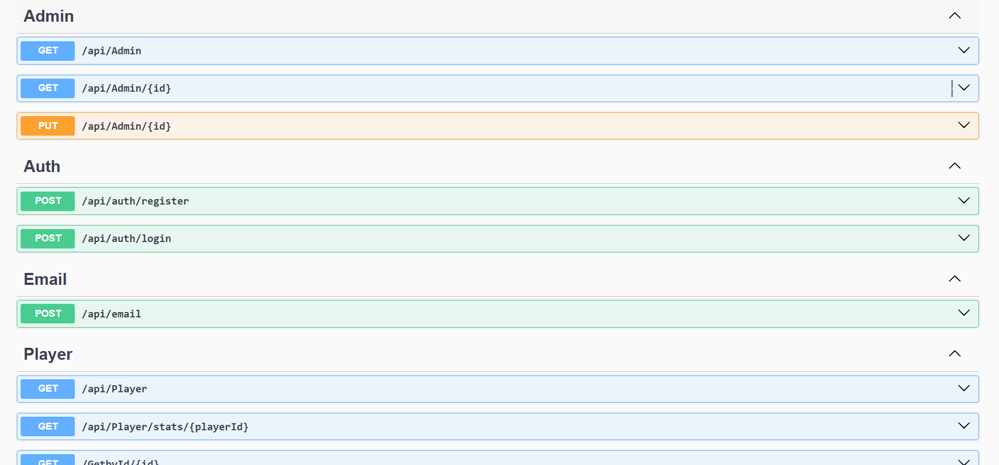 Admin
GET /api/Admin
GET /api/Admin/{id}
PUT /api/Admin/{id}
Auth
POST /api/auth/register
POST /api/auth/login
Email
POST /api/email
Player
GET /api/Player
GET /api/Player/stats/{playerId}
GET /GetbyId/{id}